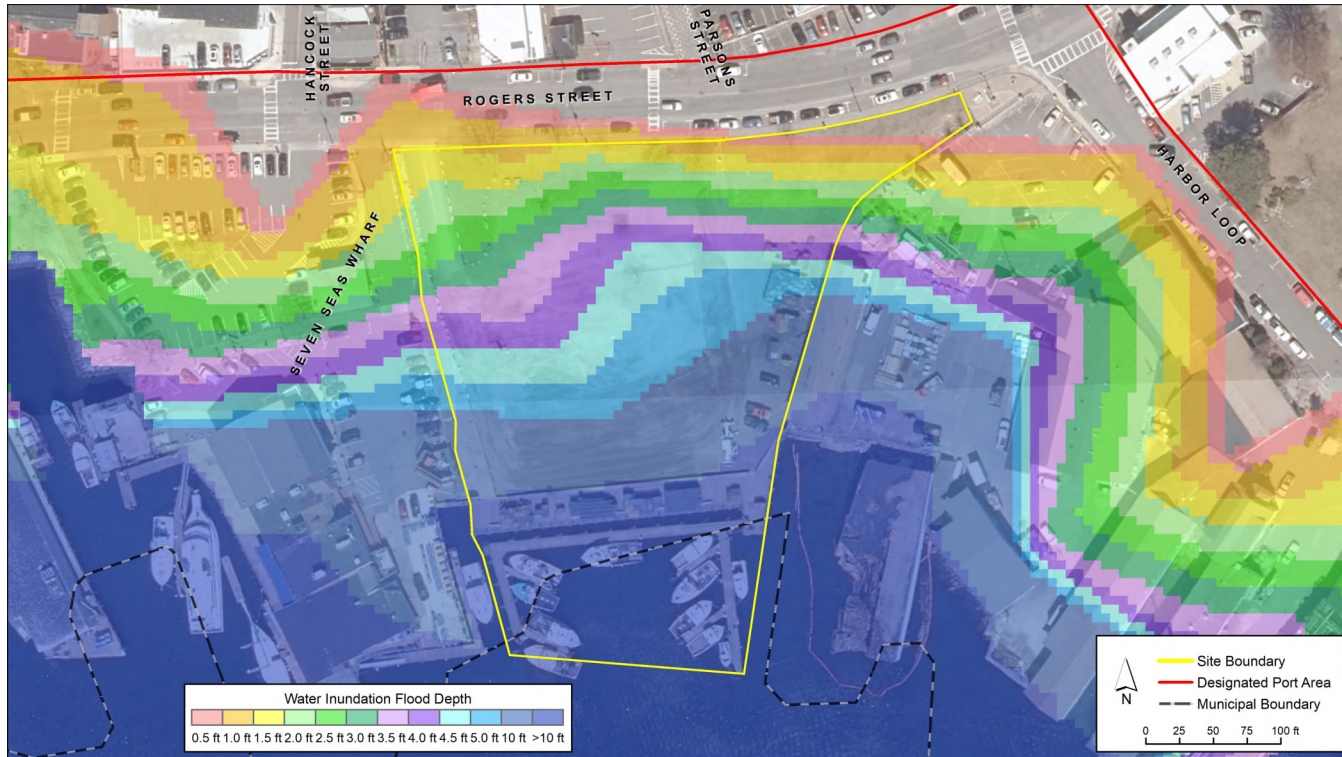 HANCOCK
STREET
PARSONS
STREET
ROGERS STREET
HARBOR LOOP
SEVEN SEAS WHARF
Water Inundation Flood Depth
0.5 ft 1.0 ft 1.5 ft 2.0 ft 2.5 ft 3.0 ft 3.5 ft 4.0 ft 4.5 ft 5.0 ft 10 ft >10 ft
N
Site Boundary
Designated Port Area
Municipal Boundary
0 25 50 75 100 ft